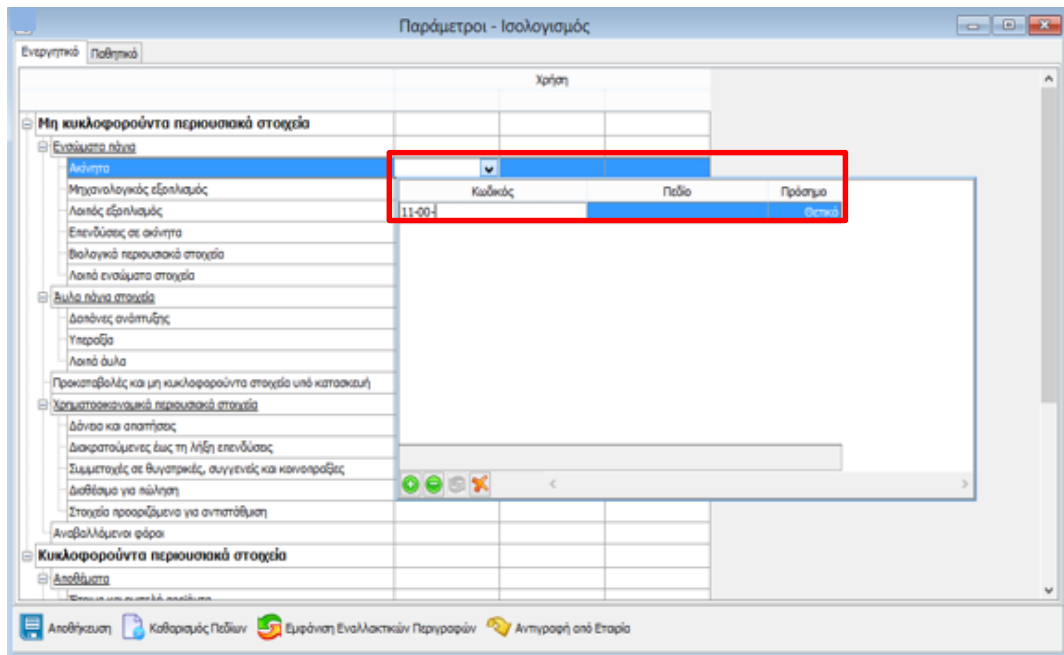 Παράμετροι - Ισολογισμός
Ενεργητικό Παθητικό
Χρήση
Μη κυκλοφορούντα περιουσιακά στοιχεία
Ενσώματα πάγια
Ακίνητα
Μηχανολογικός εξοπλισμός
Κωδικός Πεδίο Πρόσημο
Λοιπός εξοπλισμός
11-00- Θετικό
Επενδύσεις σε ακίνητα
Βιολογικά περιουσιακά στοιχεία
Λοιπά ενσώματα στοιχεία
Άυλα πάγια στοιχεία
Δαπάνες ανάπτυξης
Υπεραξία
Λοιπά άυλα
Προκαταβολές και μη κυκλοφορούντα στοιχεία υπό κατασκευή
Χρηματοοικονομικά περιουσιακά στοιχεία
Δάνεια και απαιτήσεις
Διακρατούμενες έως τη λήξη επενδύσεις
Συμμετοχές σε θυγατρικές, συγγενείς και κοινοπραξίες
Διαθέσιμα για πώληση
Στοιχεία προοριζόμενα για αντιστάθμιση
Αναβαλλόμενοι φόροι
Κυκλοφορούντα περιουσιακά στοιχεία
Αποθέματα
Αποθήκευση Καθαρισμός Πεδίων Εμφάνιση Εναλλακτικών Περιγραφών Αντιγραφή από Εταιρία